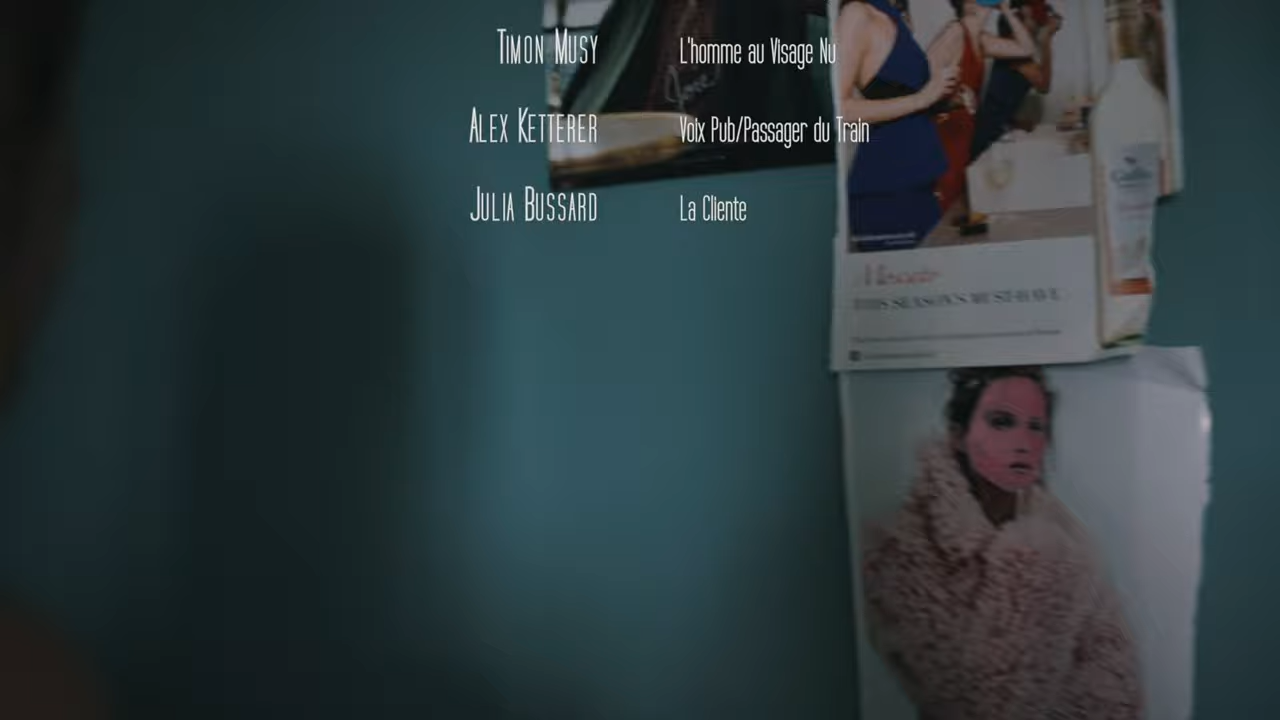 TIMON MUSY L'homme au Visage Nu
ALEX KETTERER Voix Pub/Passager du Train
JULIA BUSSARD La Cliente
THIS SEASON'S MUST-HAVE